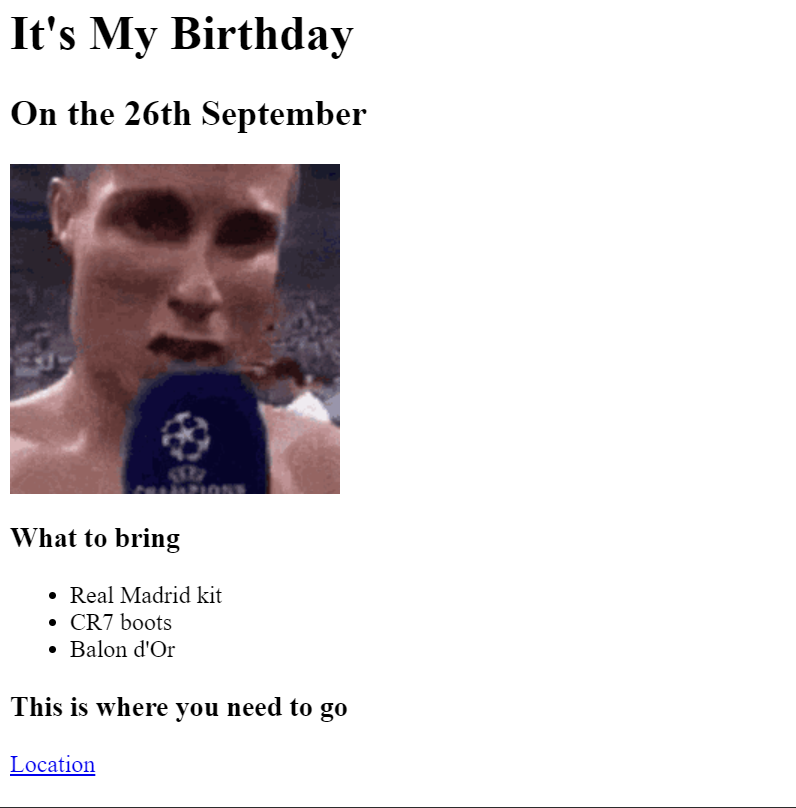 It's My Birthday
On the 26th September
CHAMPIONS
What to bring
Real Madrid kit
CR7 boots
Balon d'Or
This is where you need to go
Location